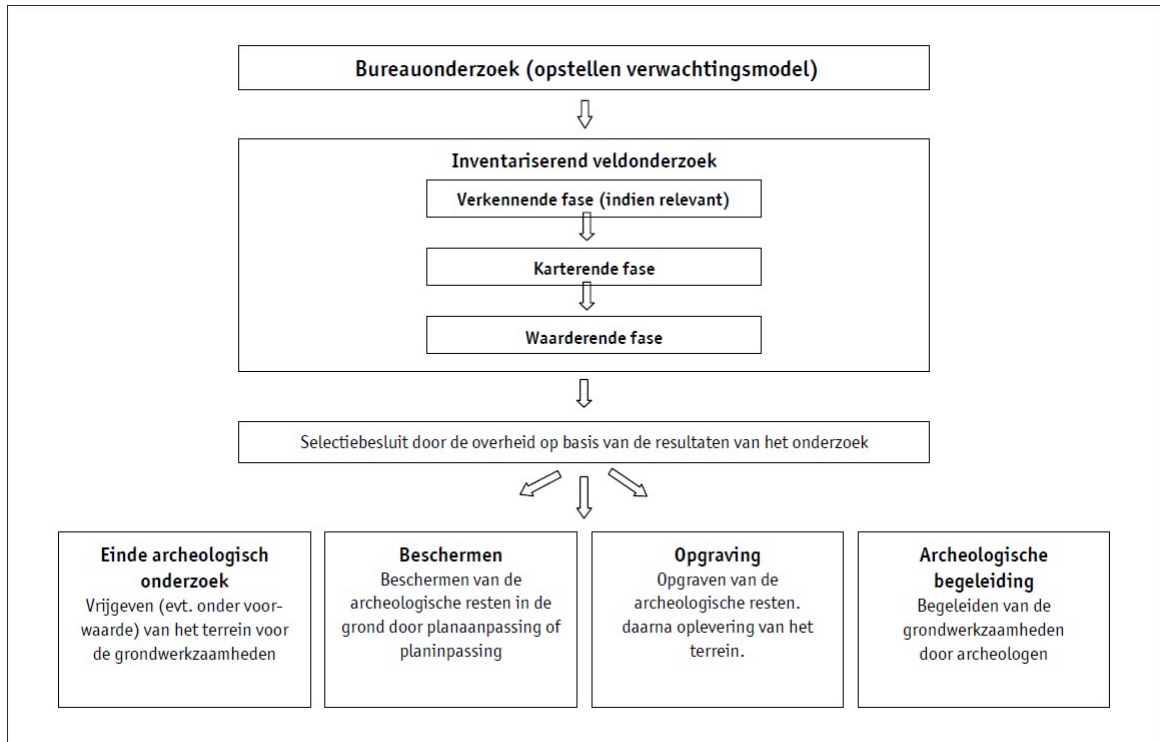 Bureauonderzoek (opstellen verwachtingsmodel)
Inventariserend veldonderzoek
Verkennende fase (indien relevant)
Karterende fase
Waarderende fase
Selectiebesluit door de overheid op basis van de resultaten van het onderzoek
Einde archeologisch
onderzoek
Vrijgeven (evt. onder voor-
waarde) van het terrein voor
de grondwerkzaamheden
Beschermen
Beschermen van de
archeologische resten in de
grond door planaanpassing of
planinpassing
Opgraving
Opgraven van de
archeologische resten.
daarna oplevering van het
terrein.
Archeologische
begeleiding
Begeleiden van de
grondwerkzaamheden
door archeologen